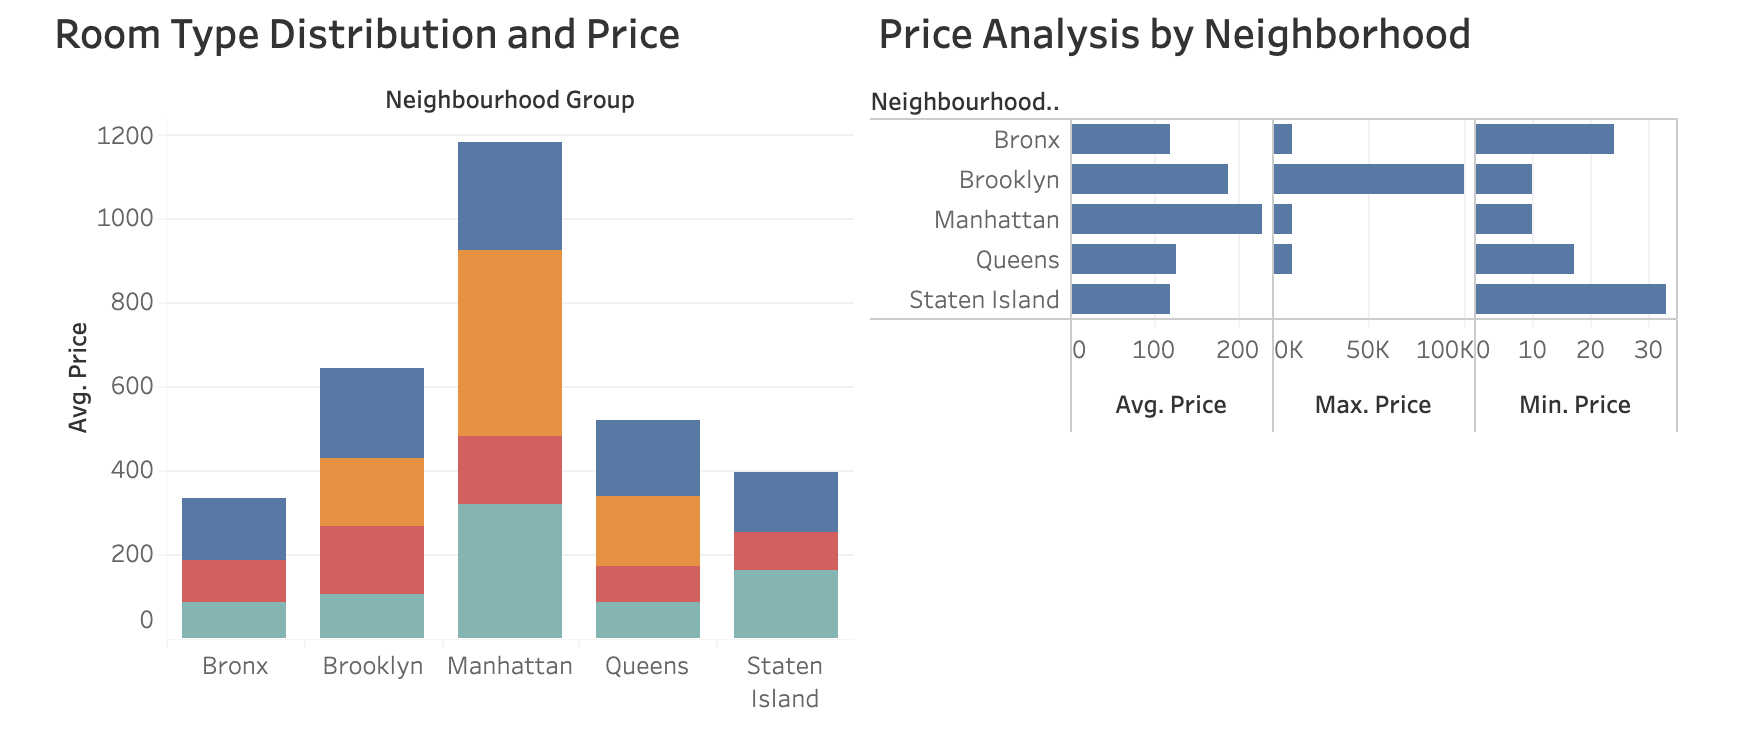 Room Type Distribution and Price
Neighbourhood Group
Avg. Price
1200
1000
800
600
400
200
0
Bronx
Brooklyn
Manhattan
Queens
Staten
Island
Price Analysis by Neighborhood
Neighbourhood..
Bronx
Brooklyn
Manhattan
Queens
Staten Island
0 100 200 0K 50K 100K 0 10 20 30
Avg. Price Max. Price Min. Price